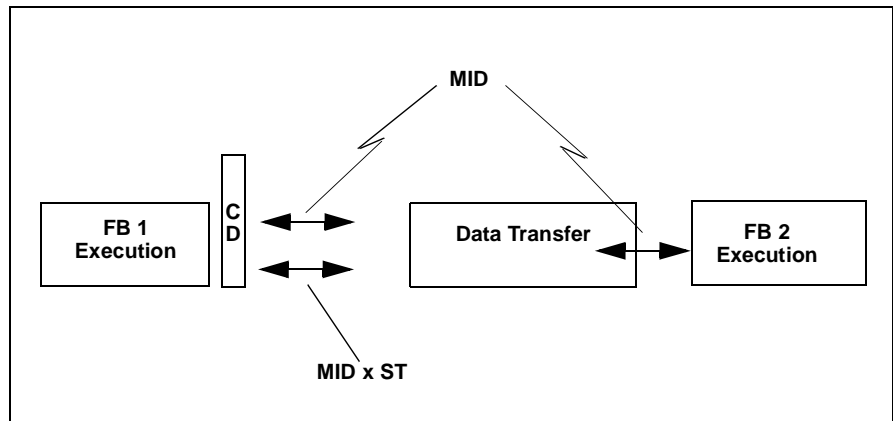 MID
FB 1
Execution
C
D
Data Transfer
FB 2
Execution
MID x ST